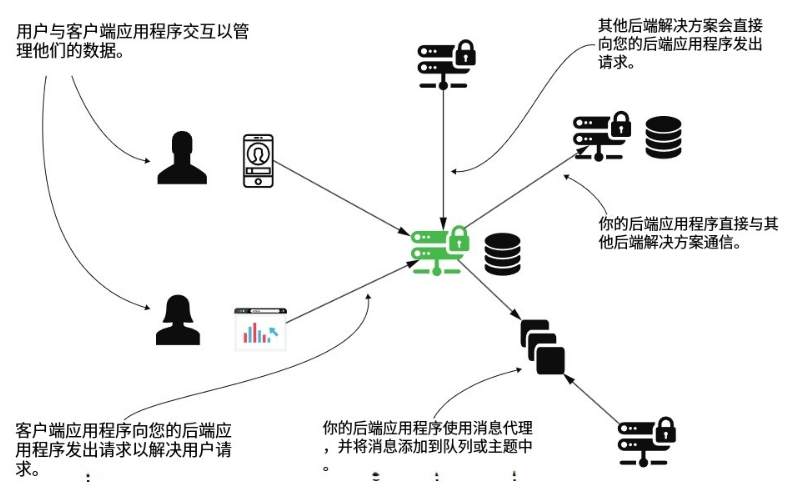 用户与客户端应用程序交互以管
理他们的数据。
其他后端解决方案会直接
向您的后端应用程序发出
请求。
你的后端应用程序直接与其
他后端解决方案通信。
客户端应用程序向您的后端应
用程序发出请求以解决用户请
求。
你的后端应用程序使用消息代理
，并将消息添加到队列或主题中
。